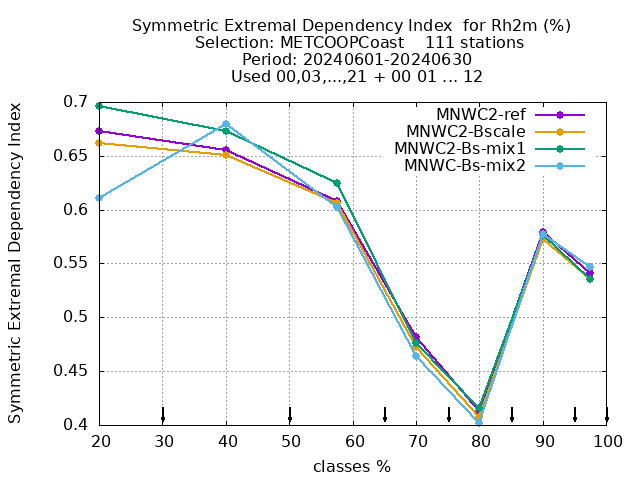 Symmetric Extremal Dependency Index  for Rh2m (%)
Selection: METCOOPCoast    111 stations
Period: 20240601-20240630
Used 00,03,...,21 + 00 01 ... 12
Symmetric Extremal Dependency Index
0.7
0.65
0.6
0.55
0.5
0.45
0.4
MNWC2-ref
MNWC2-Bscale
MNWC2-Bs-mix1
MNWC-Bs-mix2
20 30 40 50 60 70 80 90 100
classes %